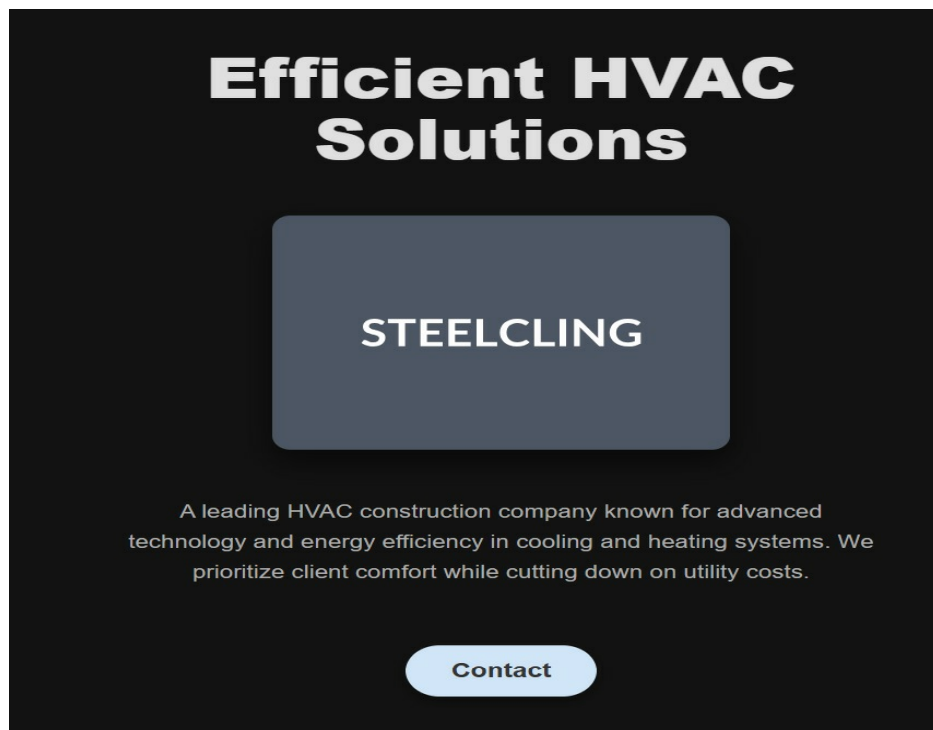 Efficient HVAC
Solutions
STEELCLING
A leading HVAC construction company known for advanced
technology and energy efficiency in cooling and heating systems. We
prioritize client comfort while cutting down on utility costs.
Contact